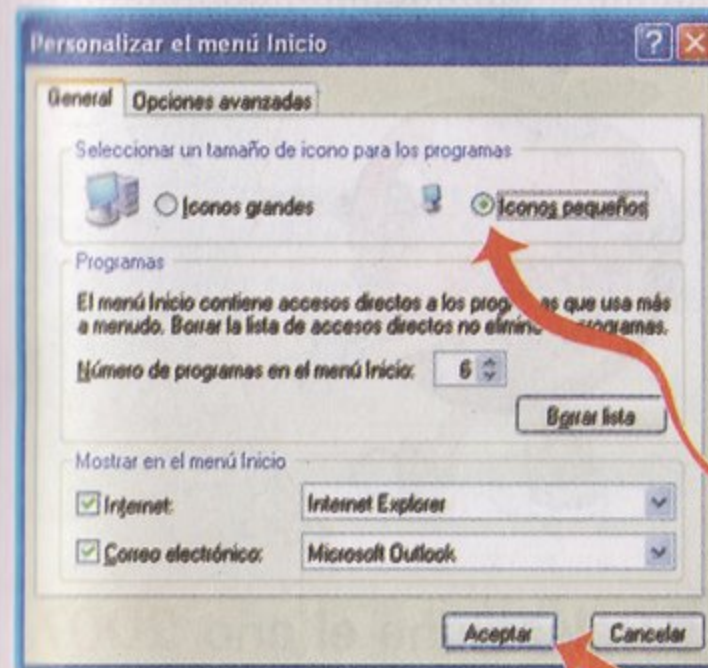 Personalizar el menú Inicio
General Opciones avanzadas
Seleccionar un tamaño de icono para los programas
Iconos grandes Iconos pequeños
Programas
El menú Inicio contiene accesos directos a los que usa más
a menudo. Borrar la lista de accesos directos no
Número de programas en el menú Inicio: 6
Borrar lista
Mostrar en el menú Inicio
Internet: Internet Explorer
Correo electrónico: Microsoft Outlook
Aceptar Cancelar